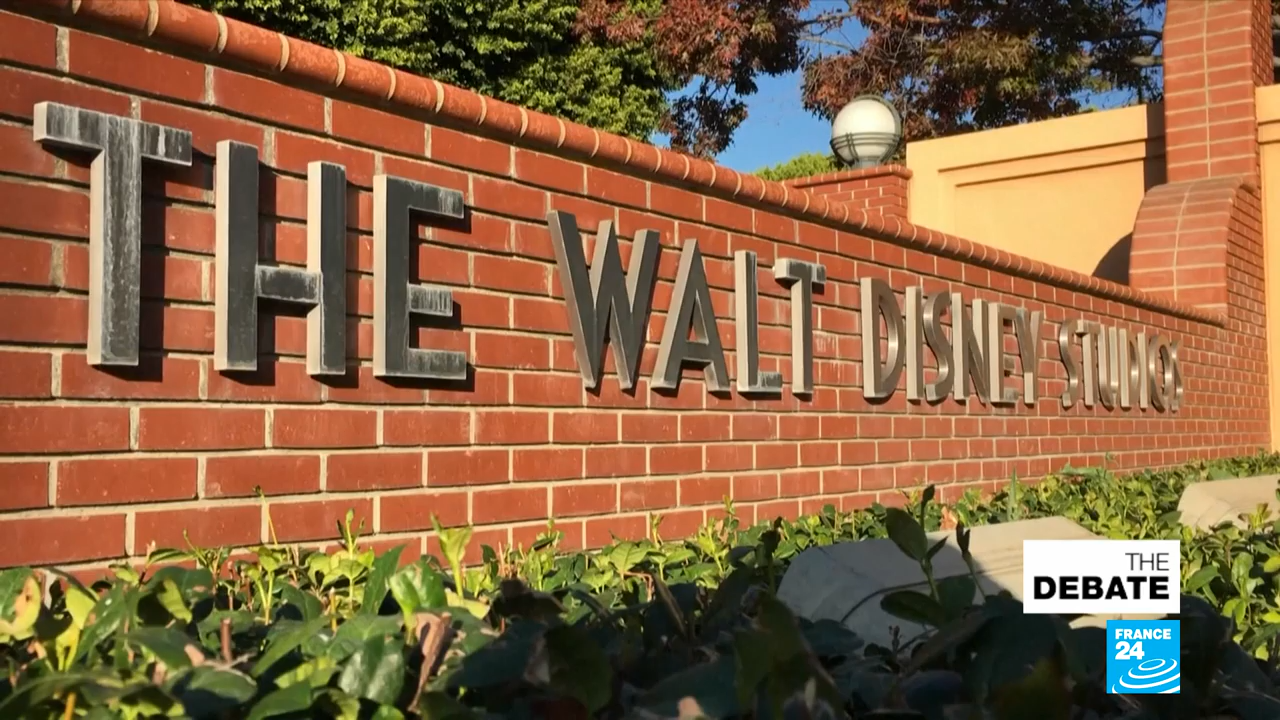 THE WALT DISNEY STUDIOS
THE
DEBATE
FRANCE
24